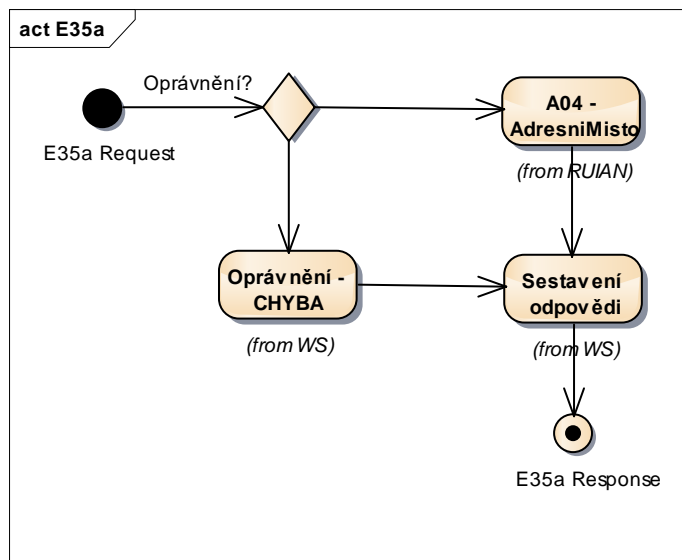 act E35a
Oprávnění?
E35a Request
A04 -
AdresniMisto
(from RUIAN)
Oprávnění -
CHYBA
(from WS)
Sestavení
odpovědi
(from WS)
E35a Response